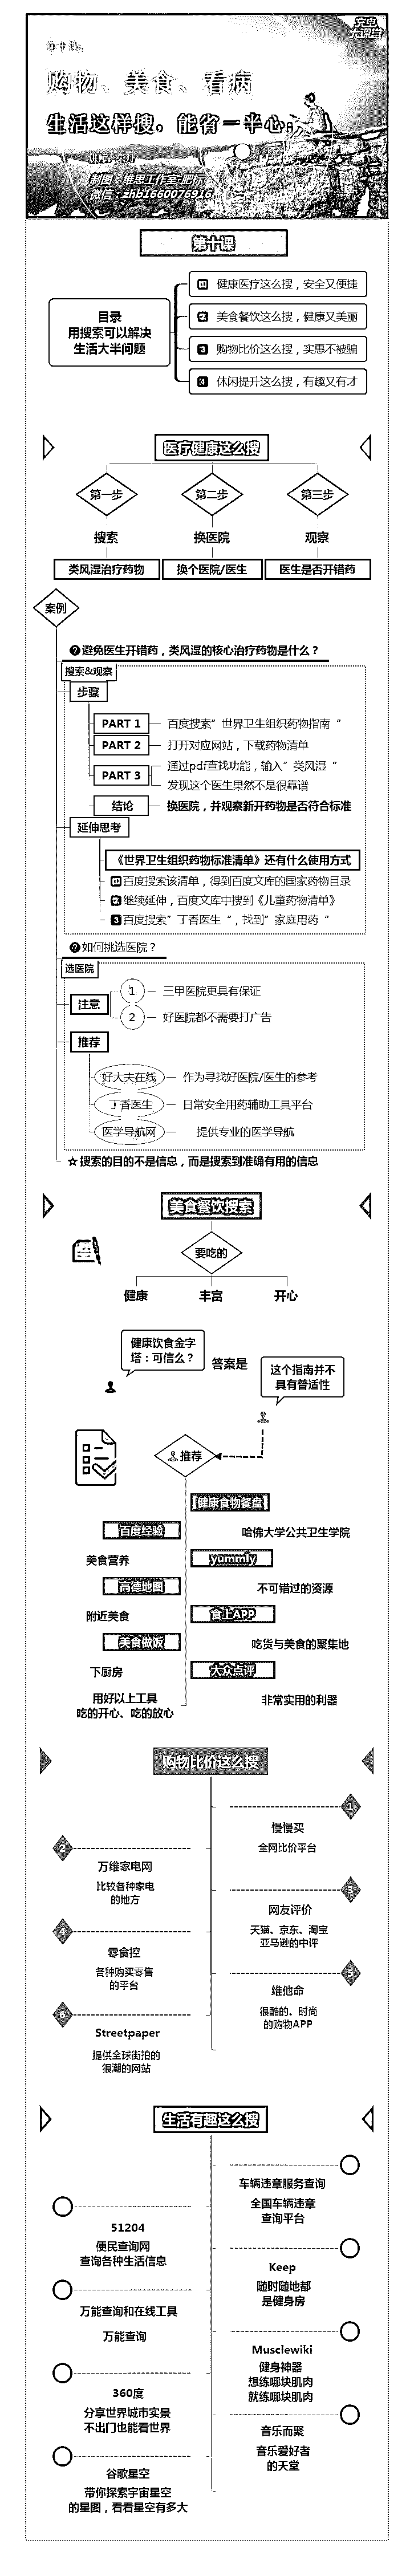 充电
大课堂
第十课：
购物、美食、看病
生活这样搜，能省一半心
制图：维里工作室·肥辰
第十课
目录
用搜索可以解决
生活大半问题
1 健康医疗这么搜，安全又便捷
2 美食餐饮这么搜，健康又美丽
3 购物比价这么搜，实惠不被骗
4 休闲提升这么搜，有趣又有才
医疗健康这么搜
第一步
第二步
第三步
搜索
换医院
观察
类风湿治疗药物
换个医院/医生
医生是否开错药
案例
?避免医生开错药，类风湿的核心治疗药物是什么？
搜索&观察
步骤
PART 1 百度搜索”世界卫生组织药物指南“
PART 2 打开对应网站，下载药物清单
PART 3 通过pdf查找功能，输入”类风湿“
发现这个医生果然不是很靠谱
结论 换医院，并观察新开药物是否符合标准
延伸思考
《世界卫生组织药物标准清单》还有什么使用方式
1 百度搜索该清单，得到百度文库的国家药物目录
2 继续延伸，百度文库中搜到《儿童药物清单》
3 百度搜索”丁香医生“，找到”家庭用药“
?如何挑选医院？
选医院
注意
1 三甲医院更具有保证
2 好医院都不需要打广告
推荐
好大夫在线 作为寻找好医院/医生的参考
丁香医生 日常安全用药辅助工具平台
医学导航网 提供专业的医学导航
☆搜索的目的不是信息，而是搜索到准确有用的信息
美食餐饮搜索
要吃的
健康
丰富
开心
健康饮食金字
塔：可信么？
答案是
这个指南并不
具有普适性
推荐
健康食物餐盘
哈佛大学公共卫生学院
百度经验
美食营养
yummly
不可错过的资源
高德地图
附近美食
食上APP
吃货与美食的聚集地
美食做饭
下厨房
大众点评
非常实用的利器
用好以上工具
吃的开心、吃的放心
购物比价这么搜
1
慢慢买
全网比价平台
2
万维家电网
比较各种家电
的地方
3
网友评价
天猫、京东、淘宝
亚马逊的中评
4
零食控
各种购买零售
的平台
5
维他命
很酷的、时尚
的购物APP
6
Streetpaper
提供全球街拍的
很潮的网站
生活有趣这么搜
车辆违章服务查询
全国车辆违章
查询平台
51204
便民查询网
查询各种生活信息
Keep
随时随地都
是健身房
万能查询和在线工具
万能查询
Musclewiki
健身神器
想练哪块肌肉
就练哪块肌肉
360度
分享世界城市实景
不出门也能看世界
音乐而聚
音乐爱好者
的天堂
谷歌星空
带你探索宇宙星空
的星图，看看星空有多大